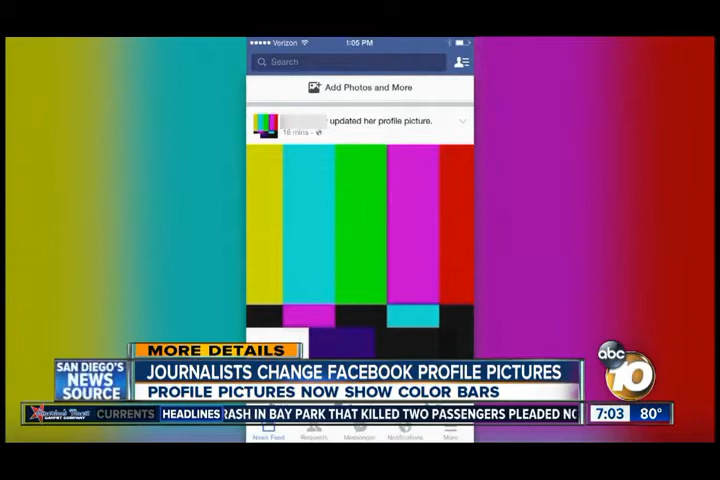 Verizon 1:05 PM
Search
Add Photos and More
updated her profile picture.
18 mins
MORE DETAILS
JOURNALISTS CHANGE FACEBOOK PROFILE PICTURES
PROFILE PICTURES NOW SHOW COLOR BARS
SAN DIEGO'S
NEWS
SOURCE
abc
10
CURRENTS HEADLINES RASH IN BAY PARK THAT KILLED TWO PASSENGERS PLEADED NO
7:03 80°
News Feed Requests Messenger Notifications More